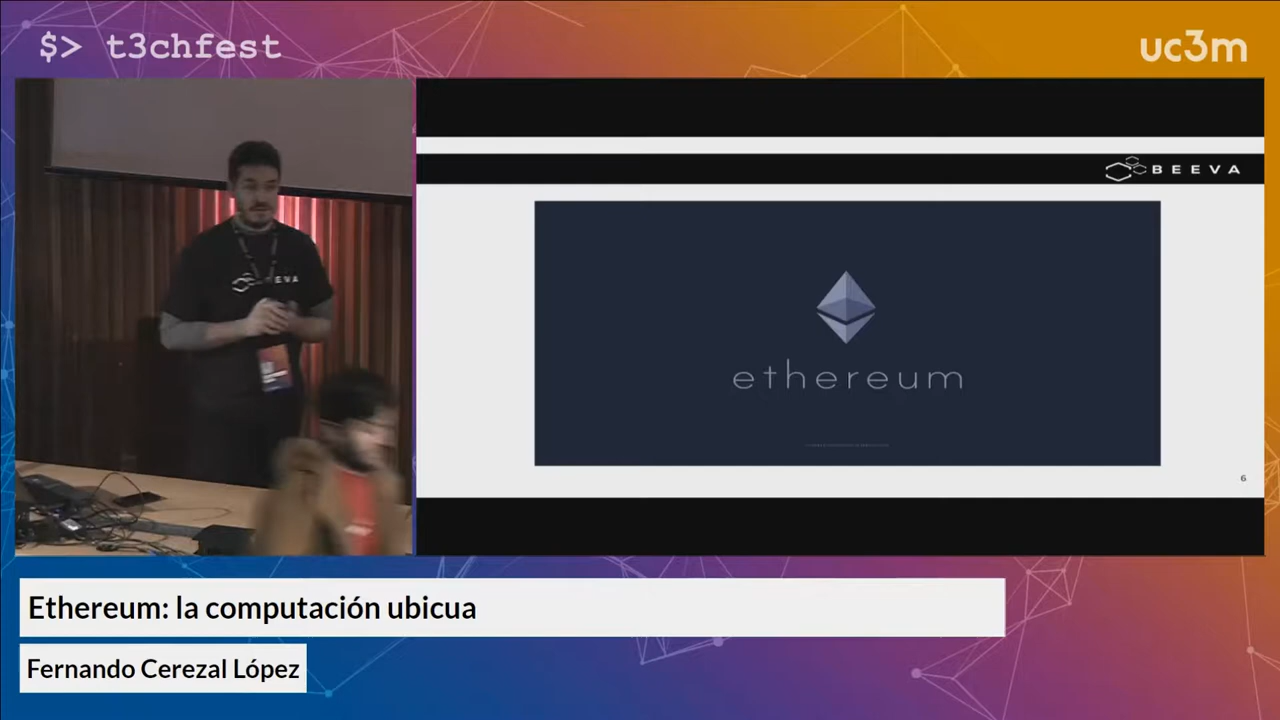 $> t3chfest
uc3m
BEEVA
ethereum
6
Ethereum: la computación ubicua
Fernando Cerezal López